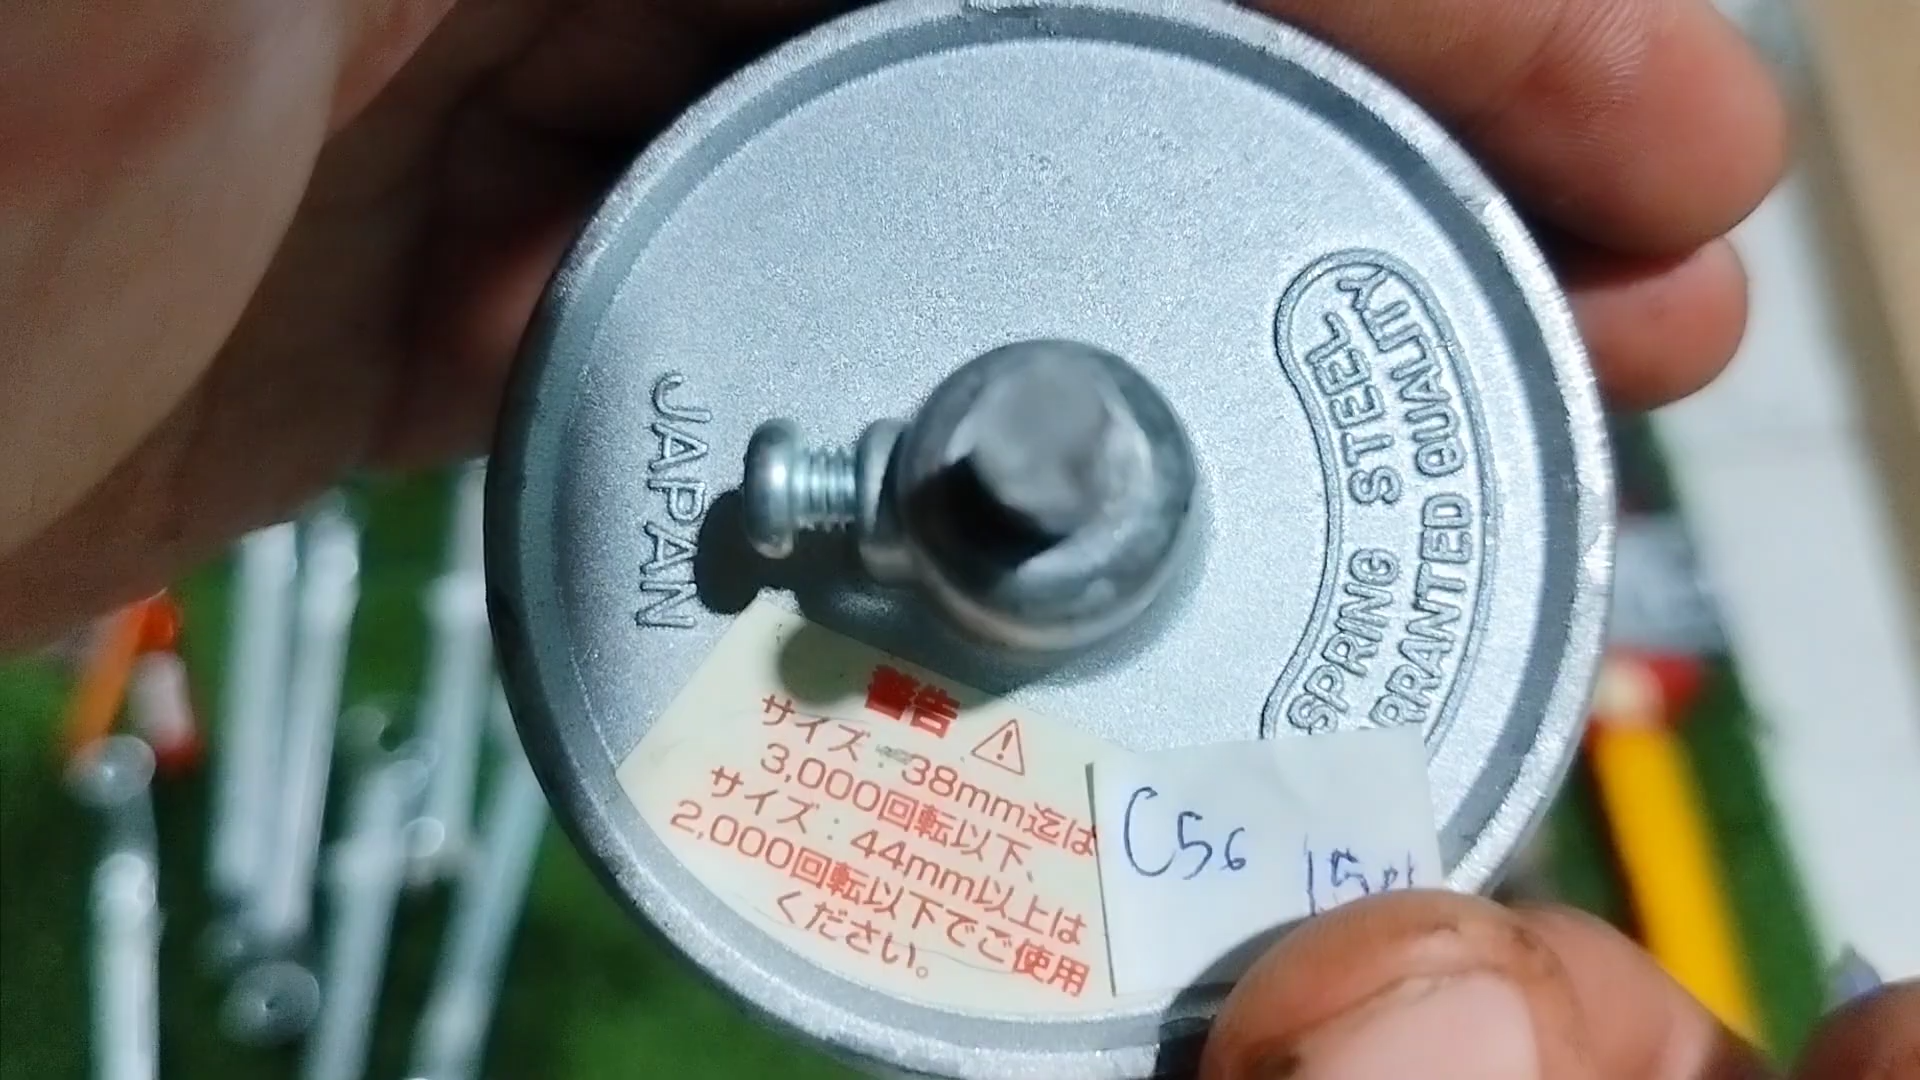 JAPAN
SPRING STEEL
QUALITY
警告
サイズ：38mm迄は
3,000回転以下、
サイズ：44mm以上は
2,000回転以下でご使用
ください。
C56